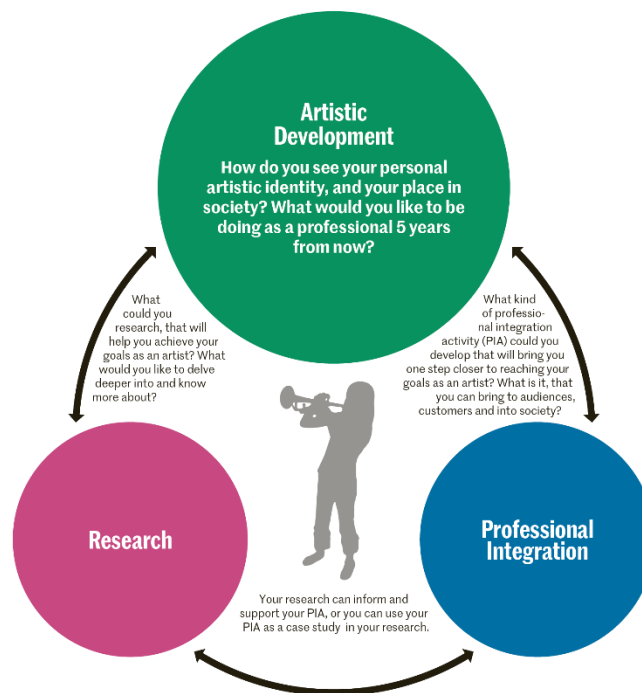 Artistic
Development
How do you see your personal
artistic identity, and your place in
society? What would you like to be
doing as a professional 5 years
from now?
What
could you
research, that will
help you achieve your
goals as an artist? What
would you like to delve
deeper into and know
more about?
What kind
of professio-
nal integration
activity (PIA) could you
develop that will bring you
one step closer to reaching your
goals as an artist? What is it, that
you can bring to audiences,
customers and into society?
Research
Professional
Integration
Your research can inform and
support your PIA, or you can use your
PIA as a case study in your research.